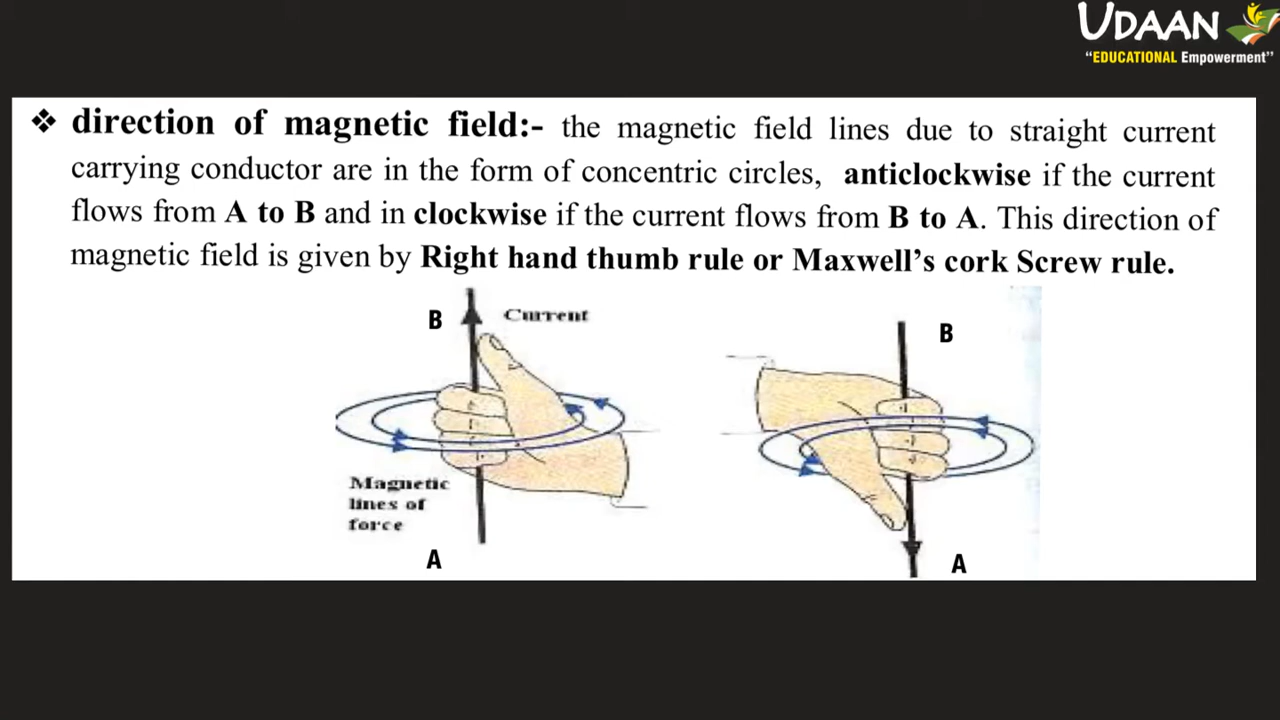 UDAAN
“EDUCATIONAL Empowerment”
❖ direction of magnetic field:- the magnetic field lines due to straight current
carrying conductor are in the form of concentric circles, anticlockwise if the current
flows from A to B and in clockwise if the current flows from B to A. This direction of
magnetic field is given by Right hand thumb rule or Maxwell’s cork Screw rule.
B
Current
Magnetic
lines of
force
A
B
A